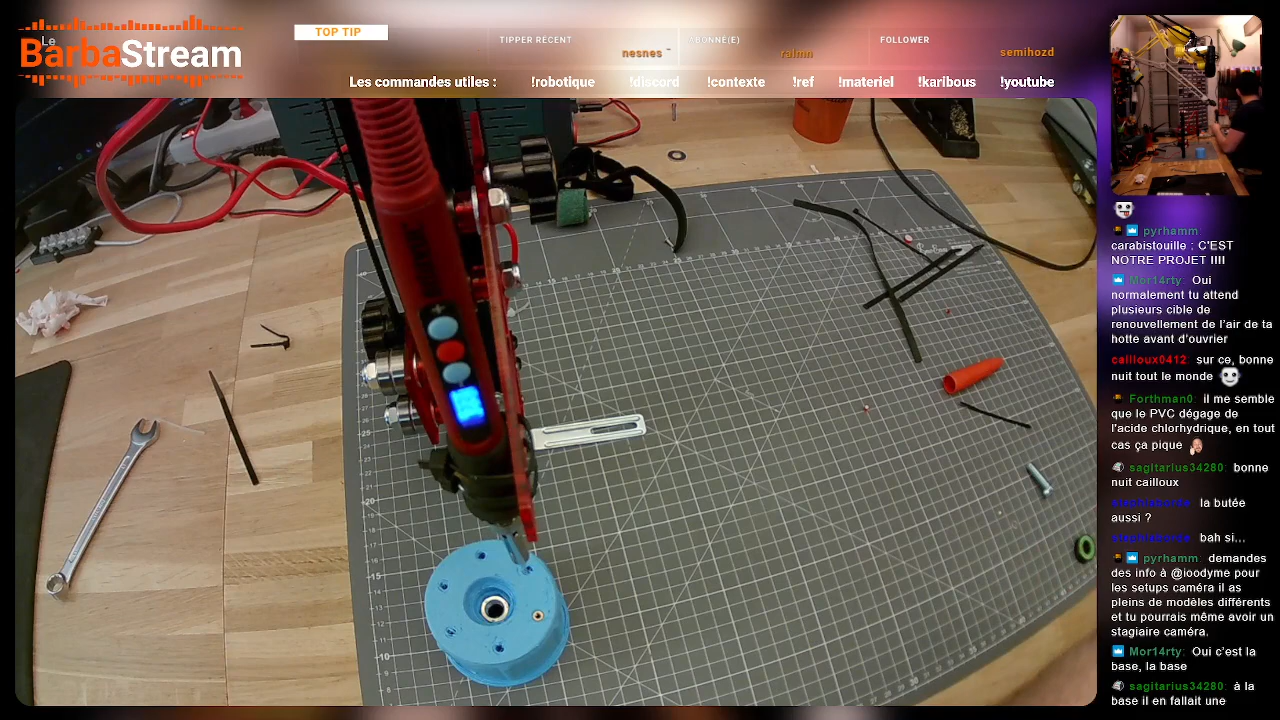 Le
BarbaStream
TOP TIP
TIPPER RÉCENT
nesnes
ABONNÉ(E)
ralmn
FOLLOWER
semihozd
Les commandes utiles : !robotique !discord !contexte !ref !materiel !karibous !youtube
pyrhamm:
carabistouille : C'EST
NOTRE PROJET !!!!
Mor14rty: Oui
normalement tu attend
plusieurs cible de
renouvellement de l'air de ta
hotte avant d'ouvrier
cailloux0412: sur ce, bonne
nuit tout le monde
Forthman0: il me semble
que le PVC dégage de
l'acide chlorhydrique, en tout
cas ça pique
sagitarius34280: bonne
nuit cailloux
la butée
aussi ?
bah si...
pyrhamm: demandes
des info à @ioodyme pour
les setups caméra il as
pleins de modèles différents
et tu pourrais même avoir un
stagiaire caméra.
Mor14rty: Oui c'est la
base, la base
sagitarius34280: à la
base il en fallait une